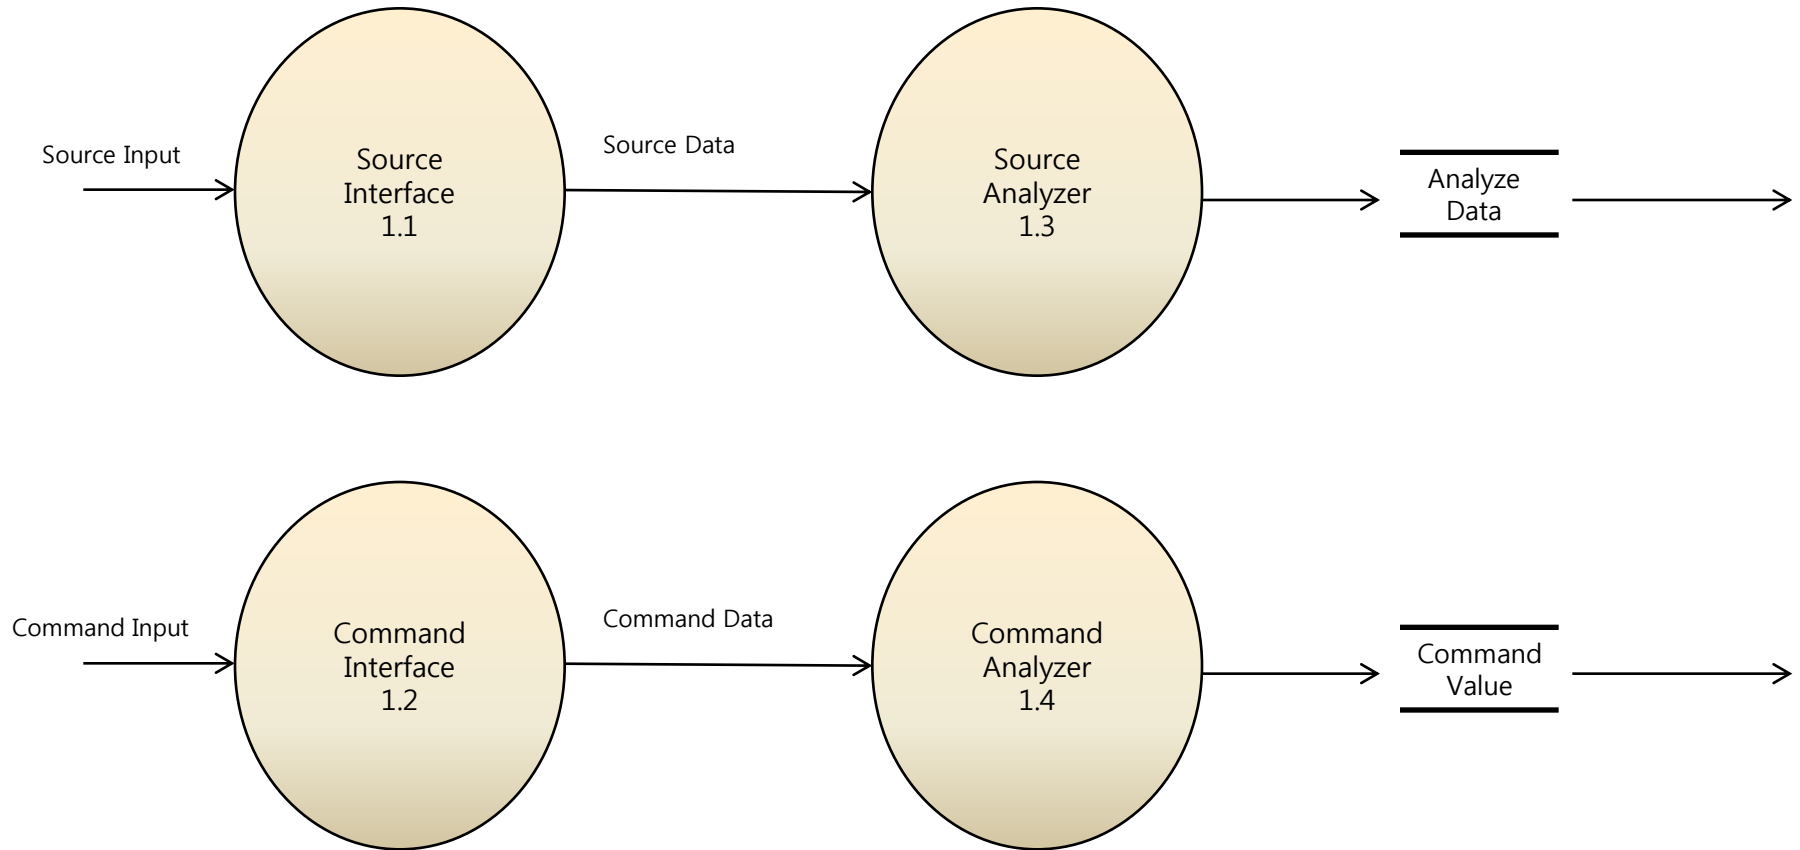 Source Input
Source
Interface
1.1
Source Data
Source
Analyzer
1.3
Analyze
Data
Command Input
Command
Interface
1.2
Command Data
Command
Analyzer
1.4
Command
Value